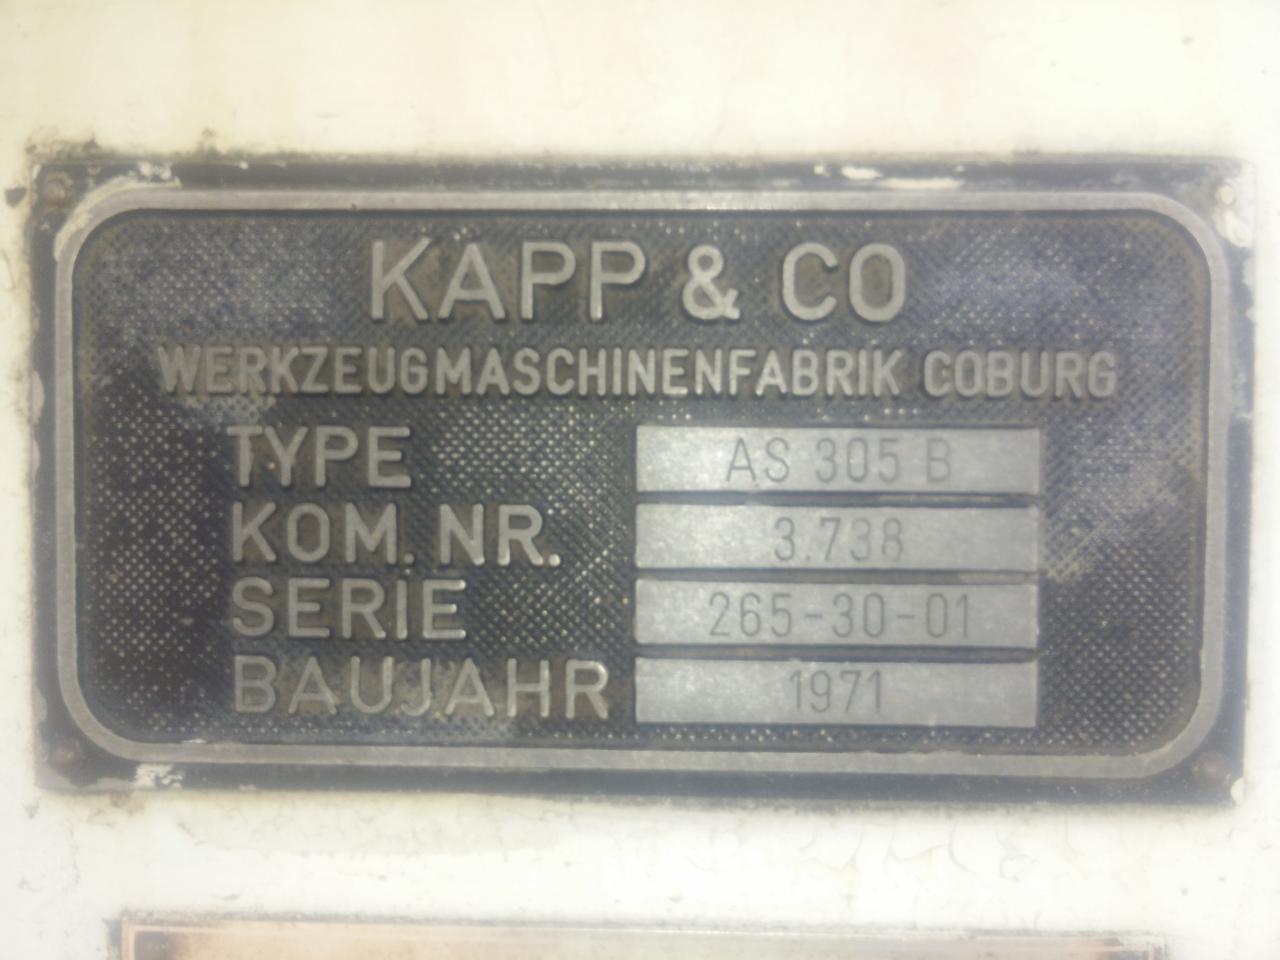 KAPP & CO
WERKZEUGMASCHINENFABRIK COBURG
TYPE AS 305 B
KOM. NR. 3.738
SERIE 265-30-01
BAUJAHR 1971